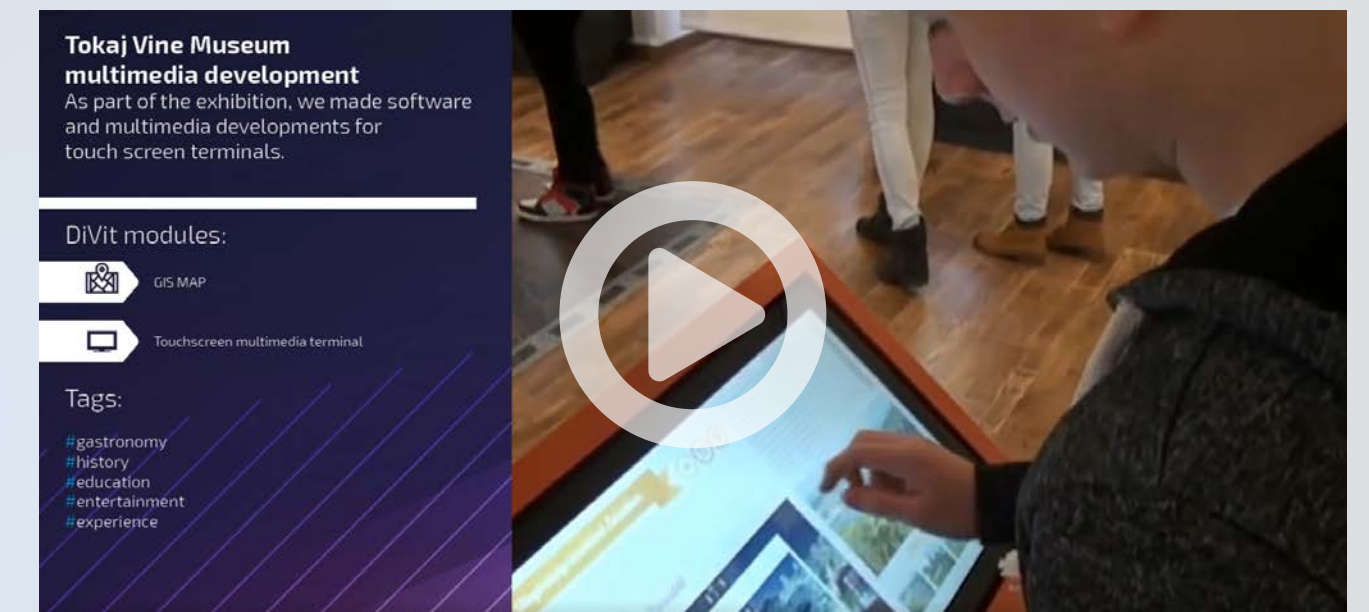 Tokaj Vine Museum
multimedia development
As part of the exhibition, we made software
and multimedia developments for
touch screen terminals.
DiVit modules:
GIS MAP
Touchscreen multimedia terminal
Tags:
#gastronomy
#history
#education
#entertainment
#experience